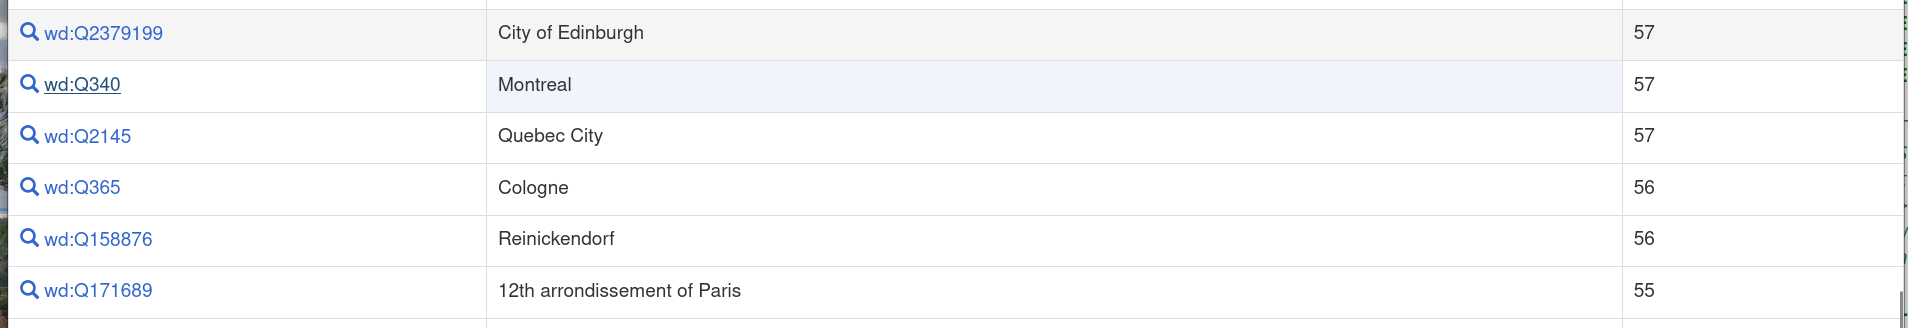 wd:Q2379199 City of Edinburgh 57
wd:Q340 Montreal 57
wd:Q2145 Quebec City 57
wd:Q365 Cologne 56
wd:Q158876 Reinickendorf 56
wd:Q171689 12th arrondissement of Paris 55